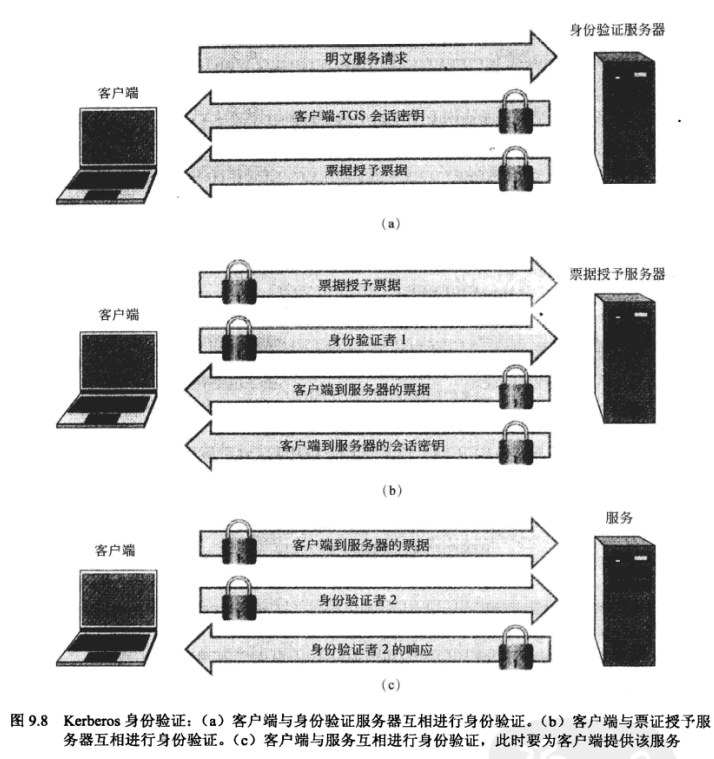 身份验证服务器
明文服务请求
客户端
客户端-TGS 会话密钥
票据授予票据
（a）
票据授予票据
票据授予服务器
客户端
身份验证者 1
客户端到服务器的票据
客户端到服务器的会话密钥
（b）
服务
客户端到服务器的票据
客户端
身份验证者 2
身份验证者 2 的响应
（c）
图 9.8 Kerberos 身份验证：（a）客户端与身份验证服务器互相进行身份验证。（b）客户端与票证授予服
务器互相进行身份验证。（c）客户端与服务互相进行身份验证，此时要为客户端提供该服务